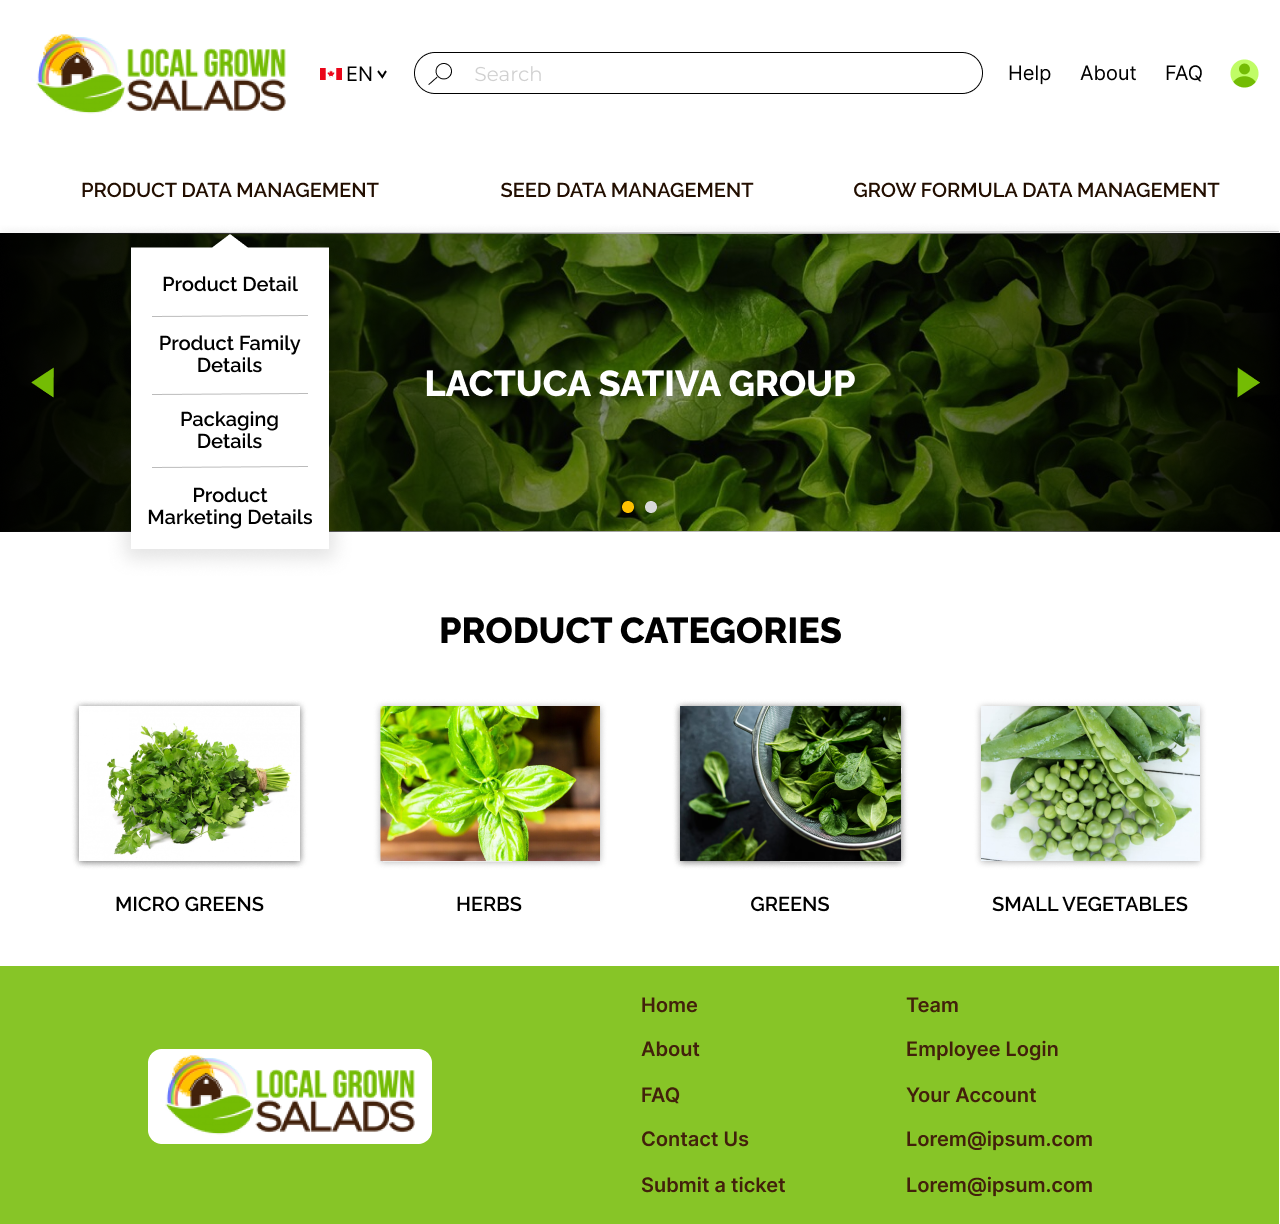 LOCAL GROWN
SALADS
EN
Search
Help
About
FAQ
PRODUCT DATA MANAGEMENT
SEED DATA MANAGEMENT
GROW FORMULA DATA MANAGEMENT
Product Detail
Product Family
Details
Packaging
Details
Product
Marketing Details
LACTUCA SATIVA GROUP
PRODUCT CATEGORIES
MICRO GREENS
HERBS
GREENS
SMALL VEGETABLES
LOCAL GROWN
SALADS
Home
About
FAQ
Contact Us
Submit a ticket
Team
Employee Login
Your Account
Lorem@ipsum.com
Lorem@ipsum.com